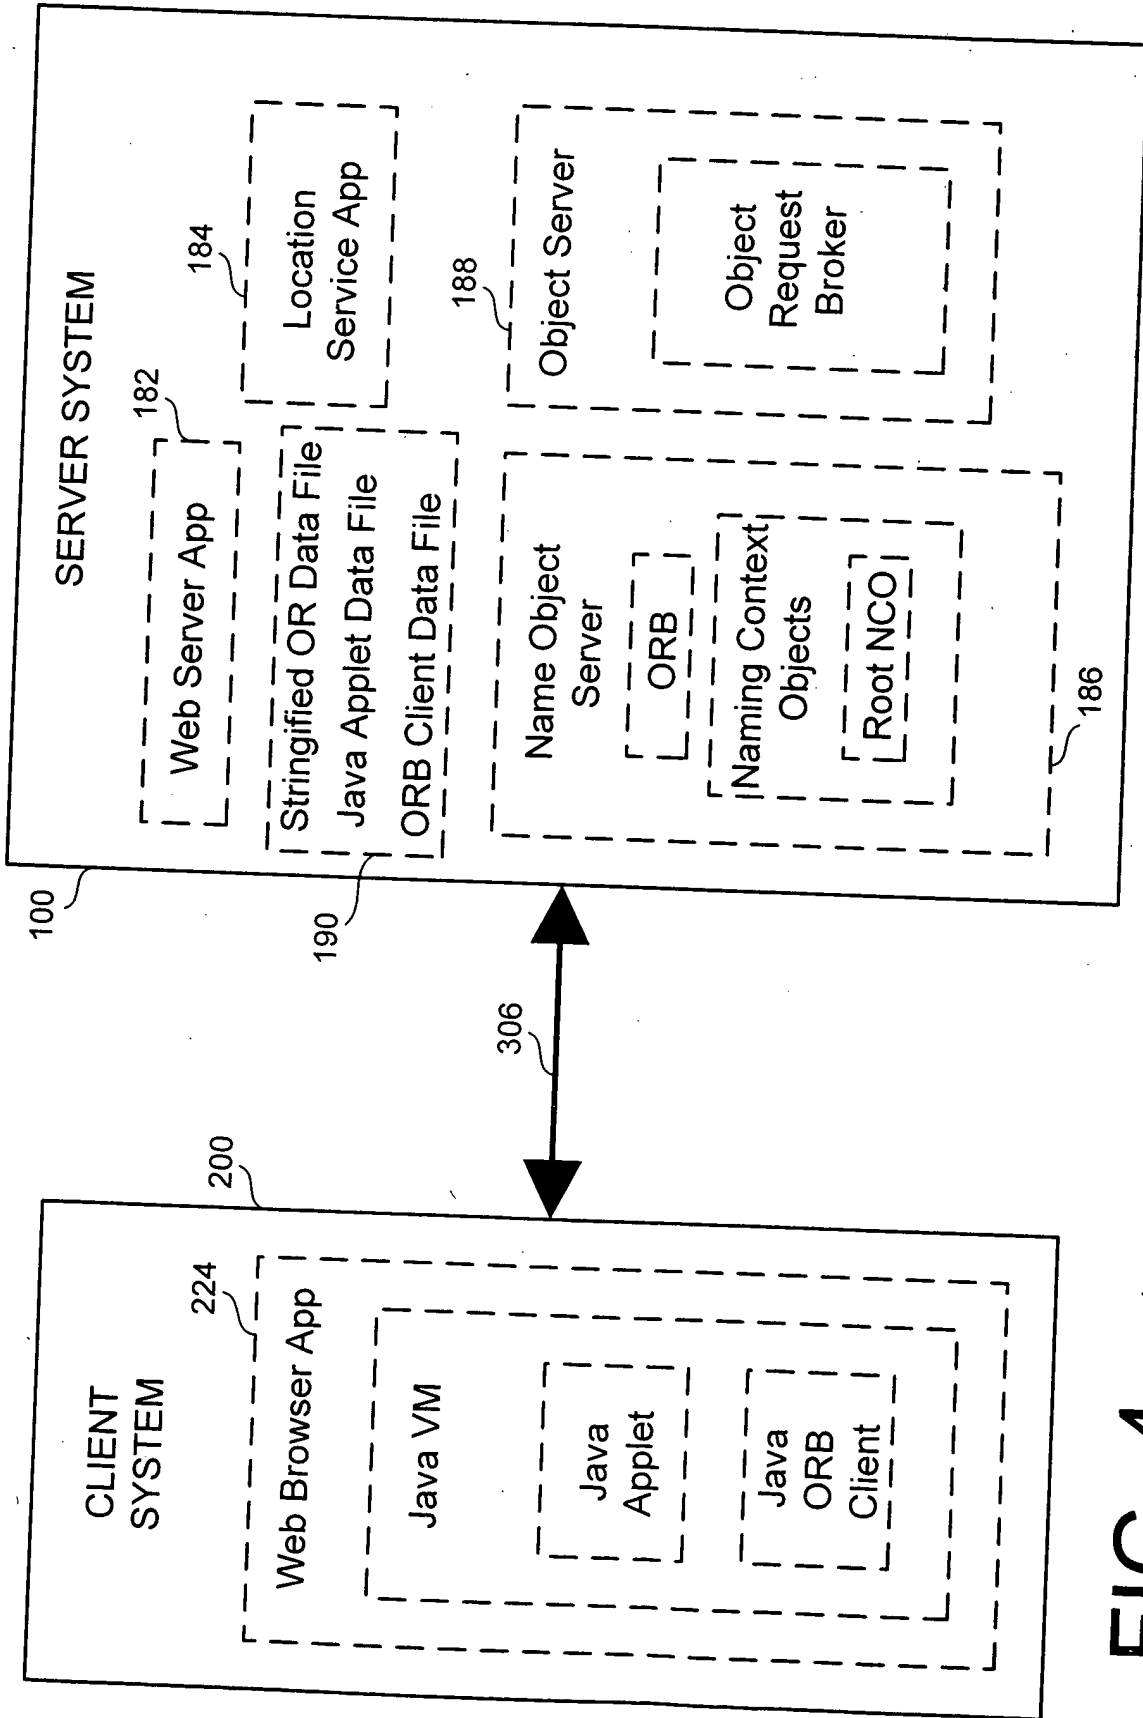 CLIENT
SYSTEM
200
224
Web Browser App
Java VM
Java
Applet
Java
ORB
Client
306
SERVER SYSTEM
100
182
Web Server App
184
Location
Service App
190
Stringified OR Data File
Java Applet Data File
ORB Client Data File
188
Object Server
Object
Request
Broker
Name Object
Server
ORB
Naming Context
Objects
Root NCO
186